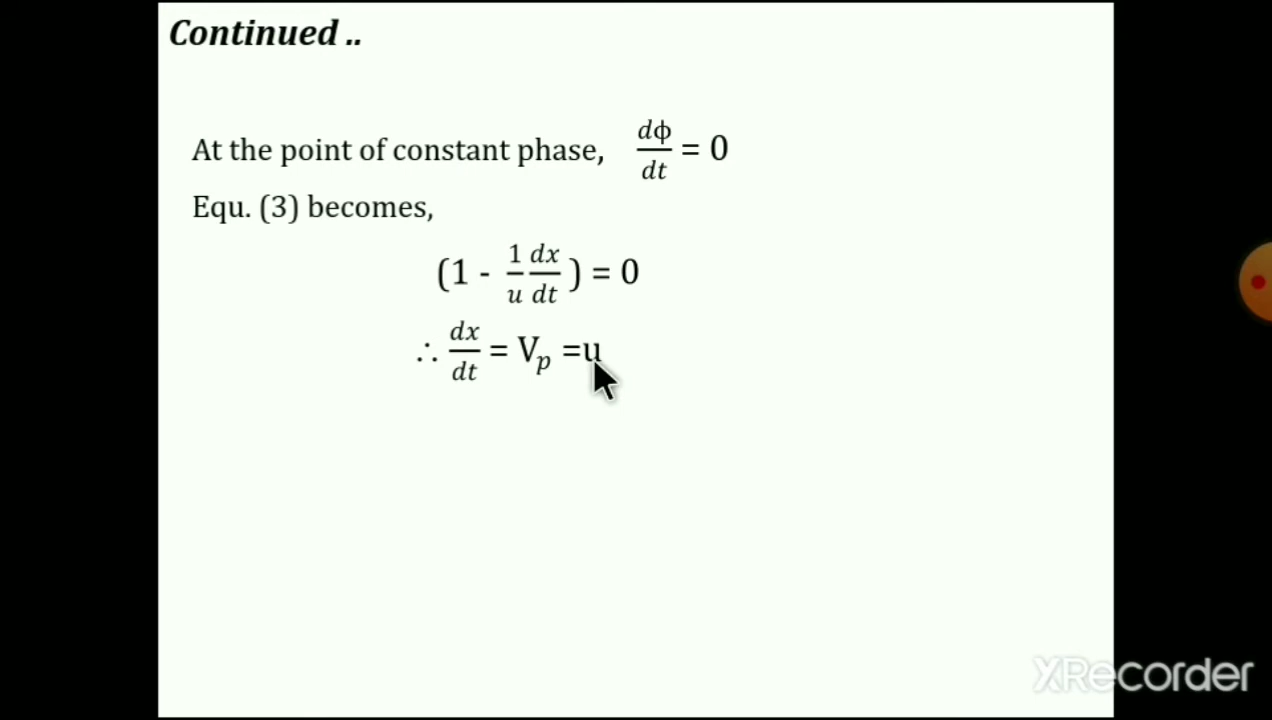 Continued ..
At the point of constant phase, dϕ/dt = 0
Equ. (3) becomes,
(1 - 1/u dx/dt ) = 0
∴ dx/dt = Vₚ =u
XRecorder